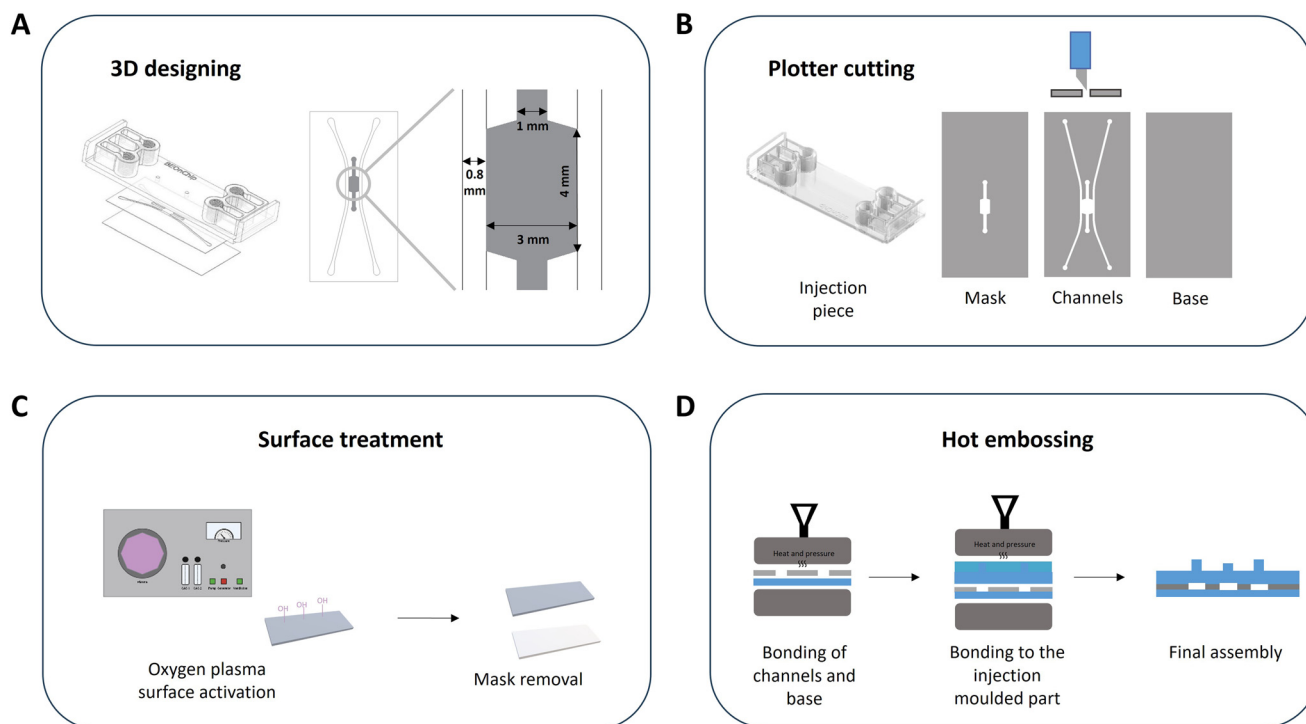 A
3D designing
BEOnChip
1 mm
0.8
mm
4 mm
3 mm
B
Plotter cutting
Injection
piece
Mask
Channels
Base
C
Surface treatment
OH
OH
OH
Oxygen plasma
surface activation
Mask removal
D
Hot embossing
Heat and pressure
Heat and pressure
Bonding of
channels and
base
Bonding to the
injection
moulded part
Final assembly